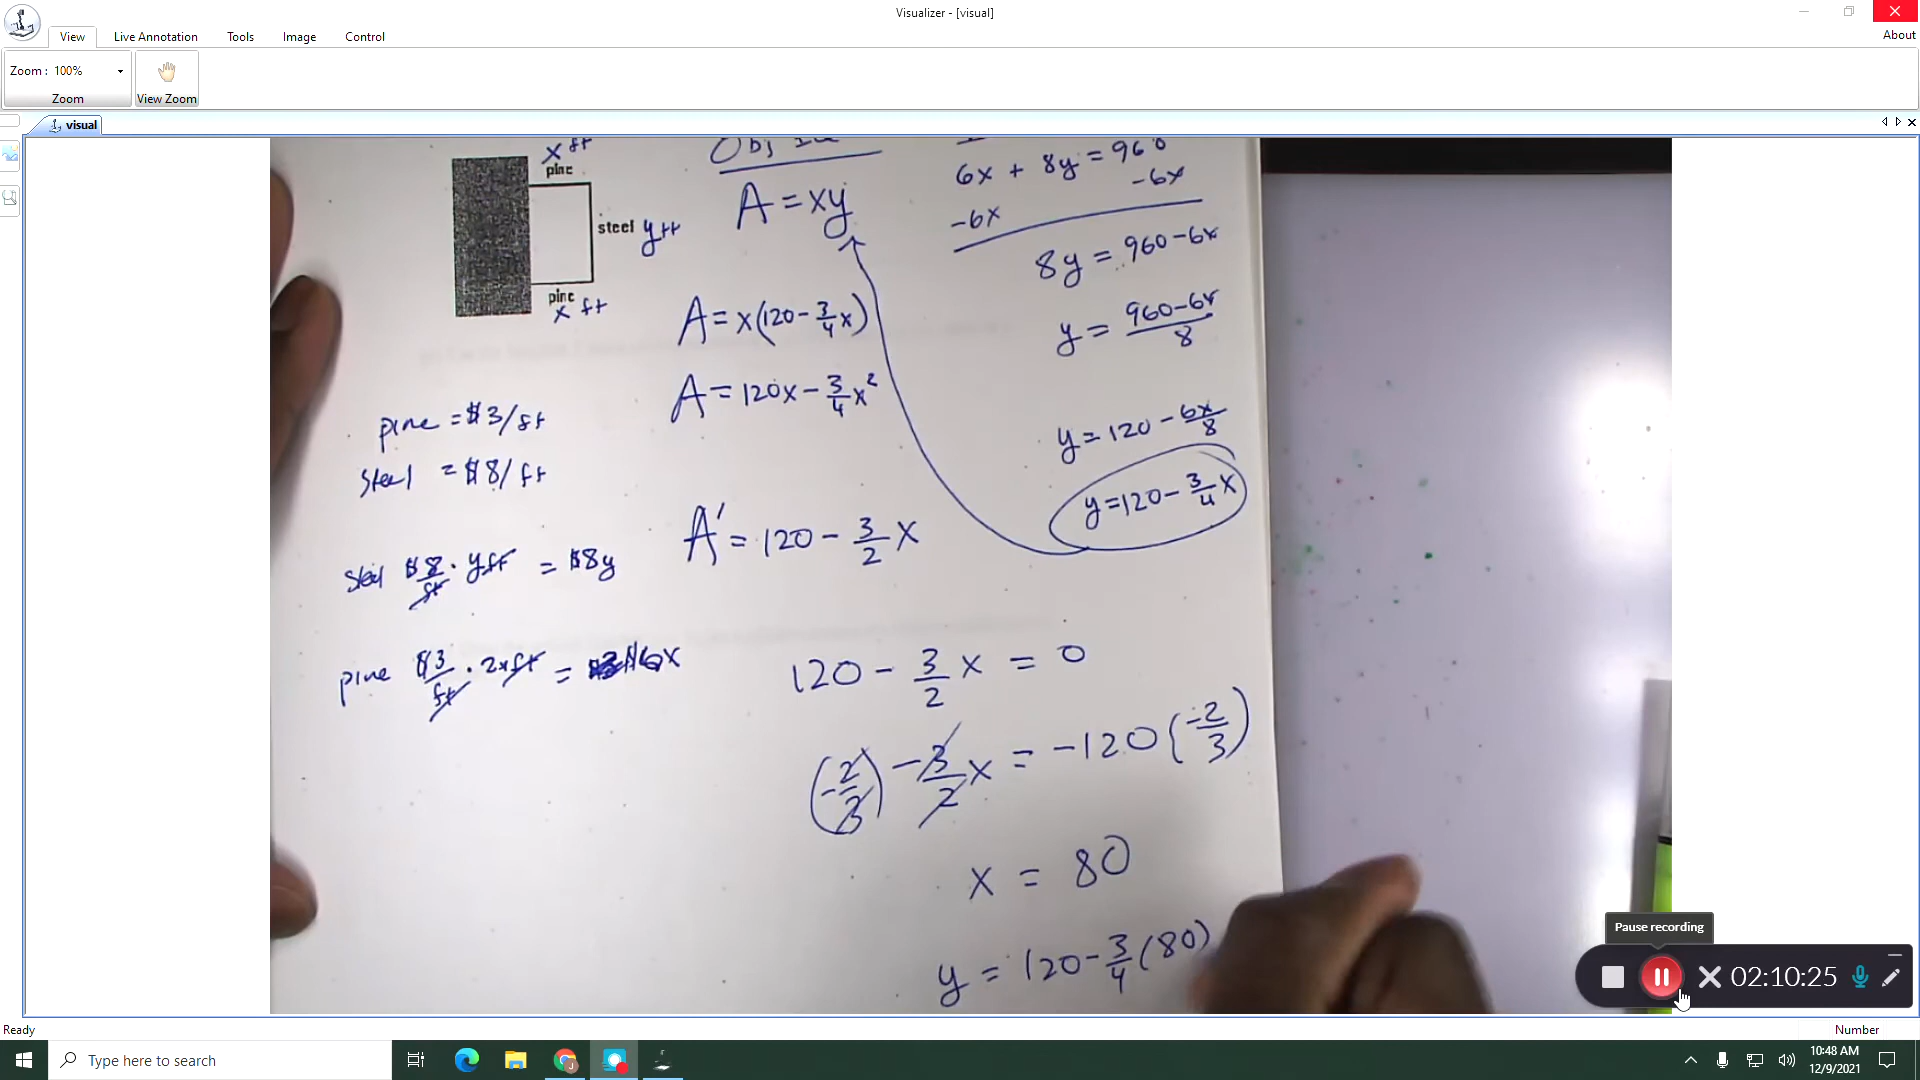 Visualizer - [visual]
View Live Annotation Tools Image Control
About
Zoom : 100%
Zoom
View Zoom
visual
x ft
pine
steel y ft
pine
x ft
pine = $3/ft
steel = $8/ft
steel $8/ft · y ft = $8y
pine $3/ft · 2x ft = $6x
A = xy
A = x(120 - 3/4 x)
A = 120x - 3/4 x²
A' = 120 - 3/2 x
6x + 8y = 960
-6x -6x
8y = 960 - 6x
y = 960-6x/8
y = 120 - 6x/8
y = 120 - 3/4 x
120 - 3/2 x = 0
(-2/3) -3/2 x = -120 (-2/3)
x = 80
y = 120 - 3/4 (80)
Pause recording
02:10:25
Ready
Number
Type here to search
10:48 AM
12/9/2021